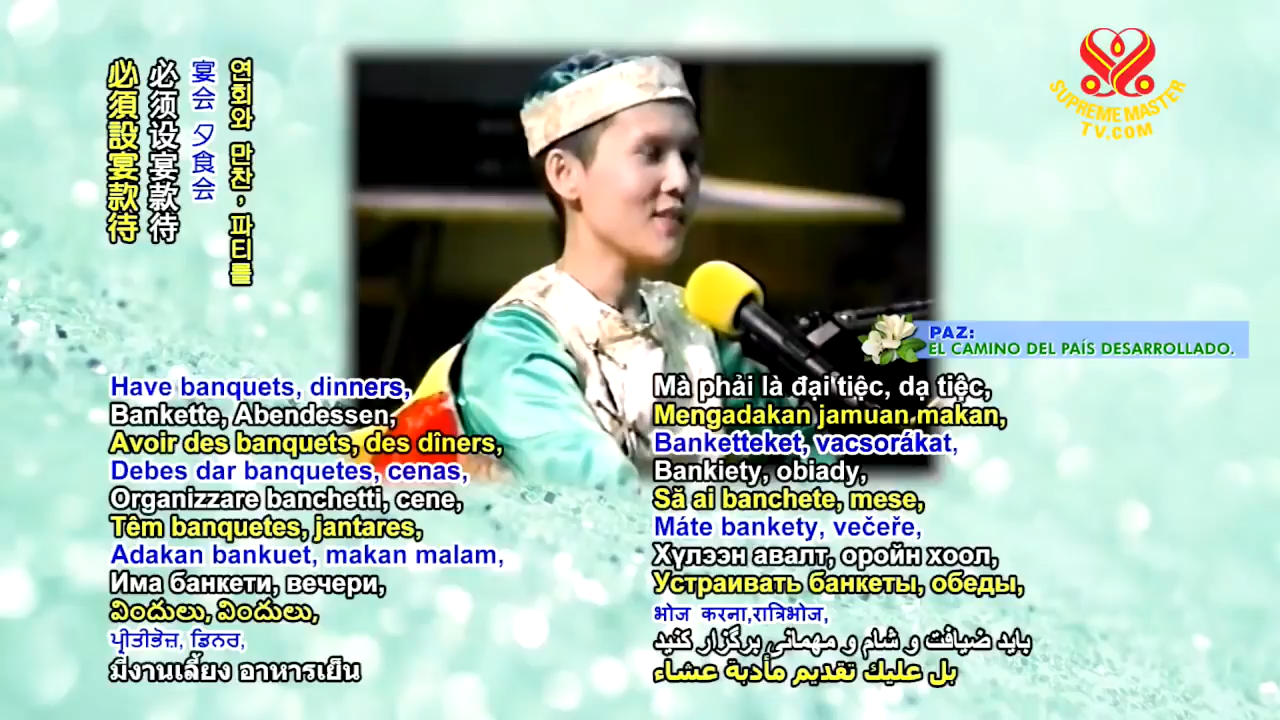 必須設宴款待
必须设宴款待
宴会 夕食会
연회와 만찬, 파티를
SUPREME MASTER
TV.COM
PAZ:
EL CAMINO DEL PAÍS DESARROLLADO.
Have banquets, dinners,
Bankette, Abendessen,
Avoir des banquets, des dîners,
Debes dar banquetes, cenas,
Organizzare banchetti, cene,
Têm banquetes, jantares,
Adakan bankuet, makan malam,
Има банкети, вечери,
విందులు, విందులు,
ਪ੍ਰੀਤੀਭੋਜ਼, ਡਿਨਰ,
มีงานเลี้ยง อาหารเย็น
Mà phải là đại tiệc, dạ tiệc,
Mengadakan jamuan makan,
Banketteket, vacsorákat,
Bankiety, obiady,
Să ai banchete, mese,
Máte bankety, večeře,
Хүлээн авалт, оройн хоол,
Устраивать банкеты, обеды,
भोज करना,रात्रिभोज,
باید ضیافت و شام و مهمانی برگزار کنید
بل عليك تقديم مأدبة عشاء